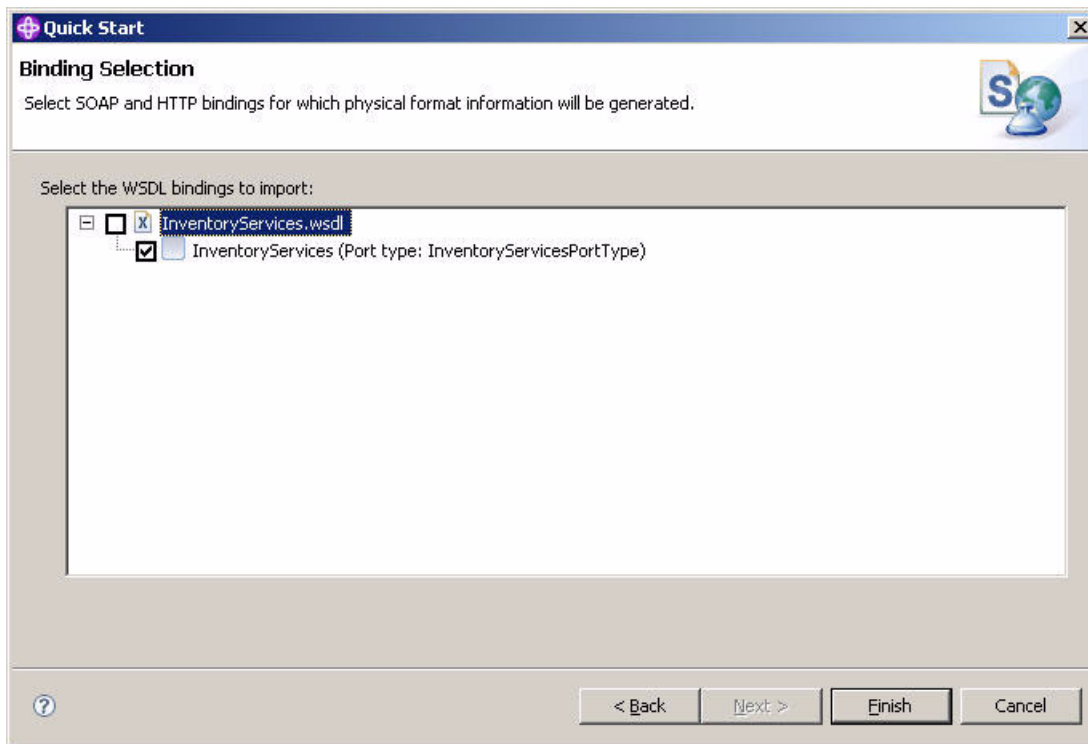 Quick Start
Binding Selection
Select SOAP and HTTP bindings for which physical format information will be generated.
S
Select the WSDL bindings to import:
X InventoryServices.wsdl
InventoryServices (Port type: InventoryServicesPortType)
?
< Back Next > Finish Cancel